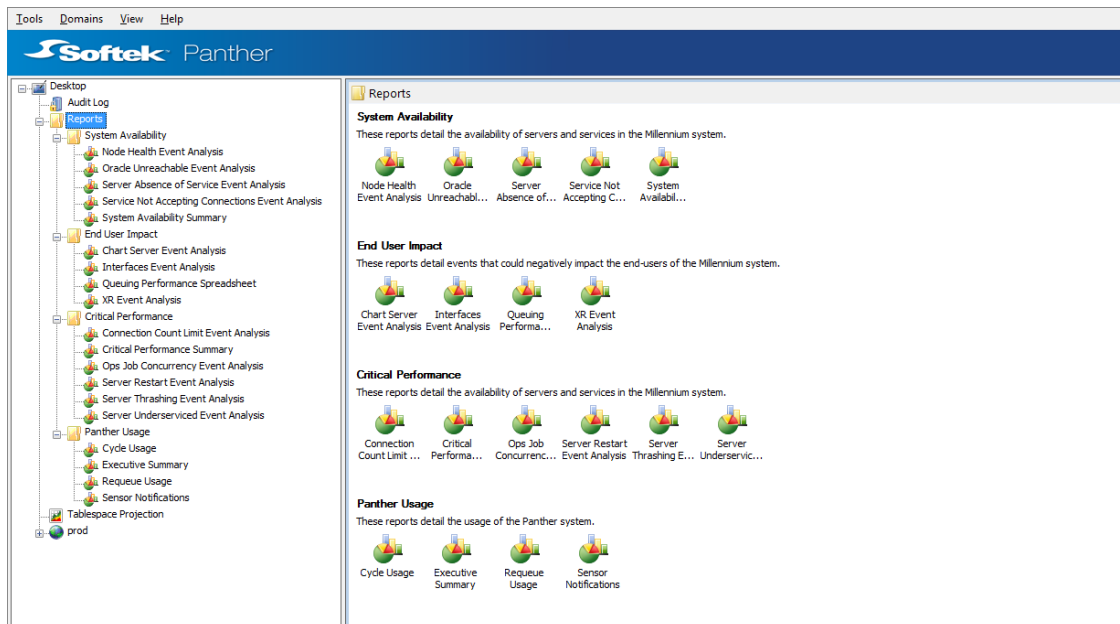 Tools Domains View Help
Softek™ Panther
Desktop
Audit Log
Reports
System Availability
Node Health Event Analysis
Oracle Unreachable Event Analysis
Server Absence of Service Event Analysis
Service Not Accepting Connections Event Analysis
System Availability Summary
End User Impact
Chart Server Event Analysis
Interfaces Event Analysis
Queuing Performance Spreadsheet
XR Event Analysis
Critical Performance
Connection Count Limit Event Analysis
Critical Performance Summary
Ops Job Concurrency Event Analysis
Server Restart Event Analysis
Server Thrashing Event Analysis
Server Underserviced Event Analysis
Panther Usage
Cycle Usage
Executive Summary
Requeue Usage
Sensor Notifications
Tablespace Projection
prod
Reports
System Availability
These reports detail the availability of servers and services in the Millennium system.
Node Health Oracle Server Service Not System
Event Analysis Unreachabl... Absence of... Accepting C... Availabil...
End User Impact
These reports detail events that could negatively impact the end-users of the Millennium system.
Chart Server Interfaces Queuing XR Event
Event Analysis Event Analysis Performa... Analysis
Critical Performance
These reports detail the availability of servers and services in the Millennium system.
Connection Critical Ops Job Server Restart Server Server
Count Limit ... Performa... Concurrenc... Event Analysis Thrashing E... Underservic...
Panther Usage
These reports detail the usage of the Panther system.
Cycle Usage Executive Requeue Sensor
Summary Usage Notifications